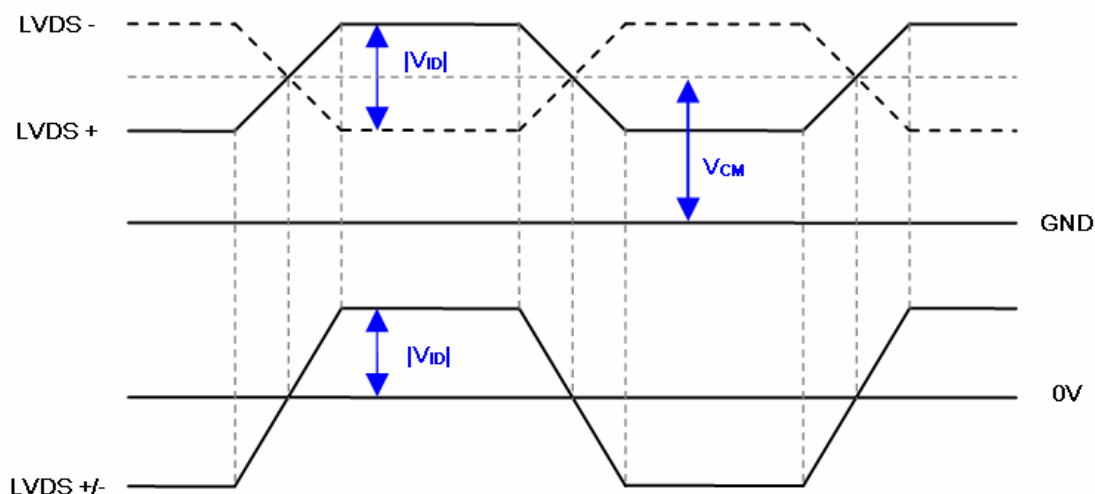 LVDS -
|VID|
LVDS +
VCM
GND
|VID|
0V
LVDS +/-